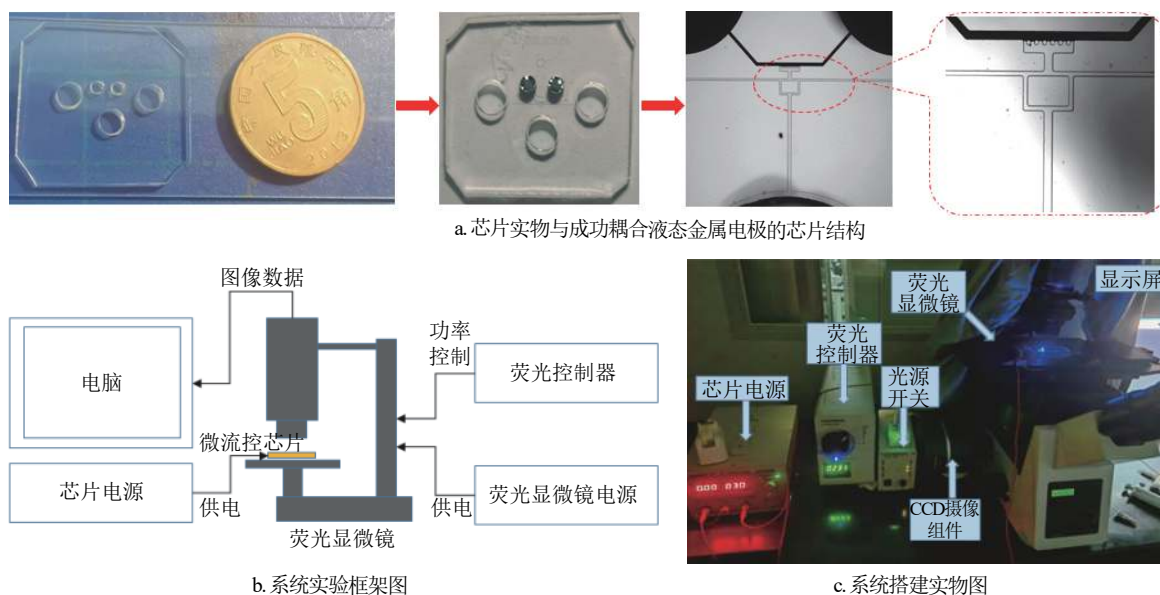 5
角
2013
a. 芯片实物与成功耦合液态金属电极的芯片结构
图像数据
电脑
功率
控制
荧光控制器
微流控芯片
芯片电源
供电
供电
荧光显微镜电源
荧光显微镜
b. 系统实验框架图
荧光
显微镜
显示屏
荧光
控制器
光源
开关
芯片电源
CCD摄像
组件
c. 系统搭建实物图